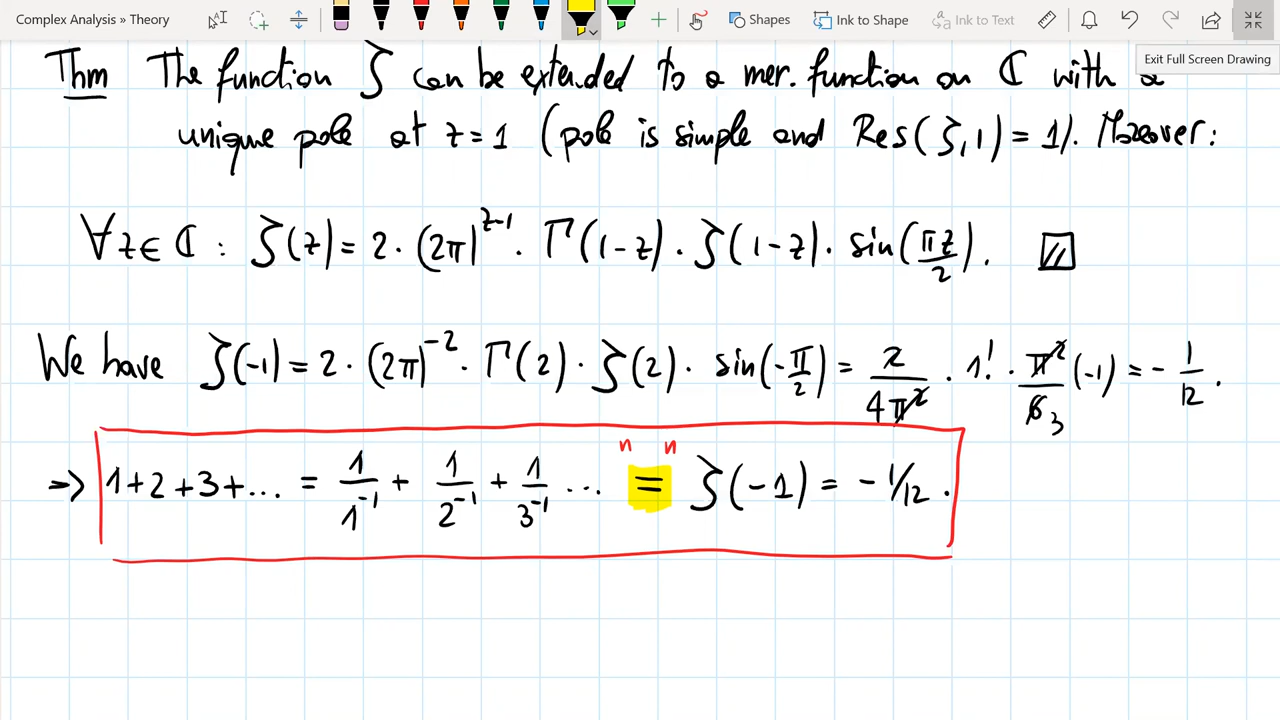 Complex Analysis » Theory
Shapes Ink to Shape Ink to Text
Exit Full Screen Drawing
Thm The function ζ can be extended to a mer. function on ℂ with a
unique pole at z=1 (pole is simple and Res(ζ,1)=1). Moreover:
∀z∈ℂ: ζ(z)=2·(2π)^{z-1}·Γ(1-z)·ζ(1-z)·sin(πz/2).
We have ζ(-1)=2·(2π)^{-2}·Γ(2)·ζ(2)·sin(-π/2)=2/4π²·1!·π²/6 3(-1)=-1/12.
=> 1+2+3+... = 1/1^{-1} + 1/2^{-1} + 1/3^{-1} ... "=" ζ(-1) = -1/12.